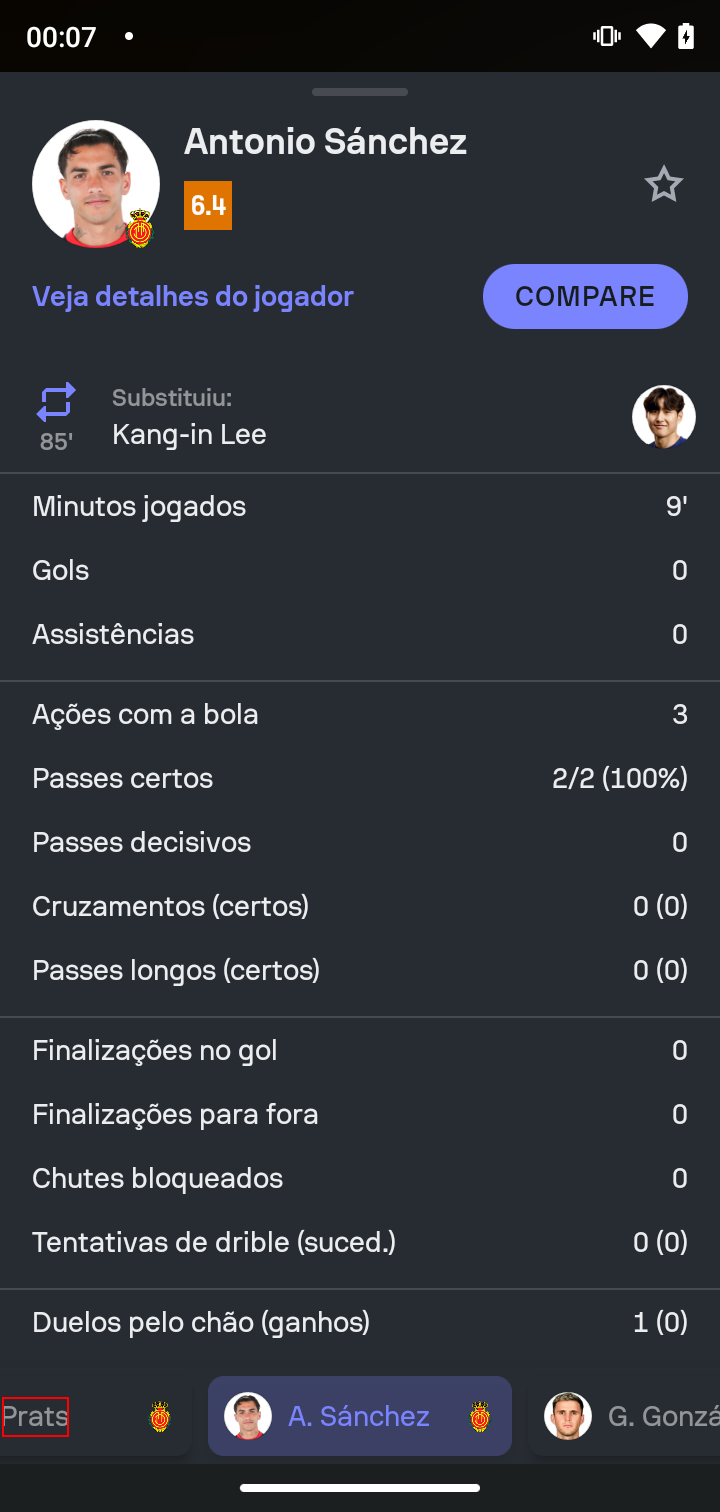 00:07
Antonio Sánchez
6.4
Veja detalhes do jogador
COMPARE
Substituiu:
85'
Kang-in Lee
Minutos jogados 9'
Gols 0
Assistências 0
Ações com a bola 3
Passes certos 2/2 (100%)
Passes decisivos 0
Cruzamentos (certos) 0 (0)
Passes longos (certos) 0 (0)
Finalizações no gol 0
Finalizações para fora 0
Chutes bloqueados 0
Tentativas de drible (suced.) 0 (0)
Duelos pelo chão (ganhos) 1 (0)
Prats A. Sánchez G. Gonzá